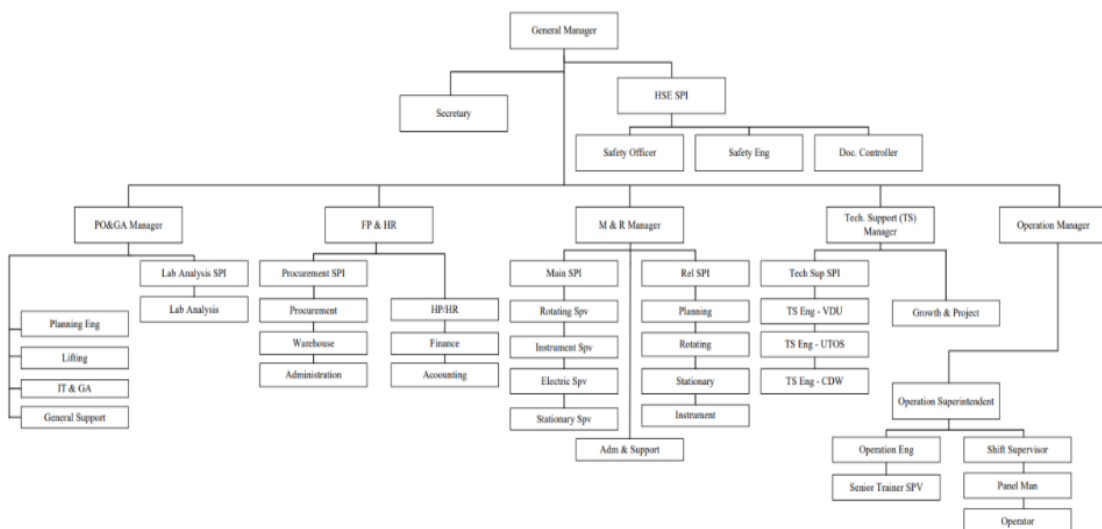 General Manager
Secretary
HSE SPI
Safety Officer
Safety Eng
Doc. Controller
PO&GA Manager
FP & HR
M & R Manager
Tech. Support (TS)
Manager
Operation Manager
Lab Analysis SPI
Lab Analysis
Planning Eng
Lifting
IT & GA
General Support
Procurement SPI
Procurement
Warehouse
Administration
HP/HR
Finance
Acounting
Main SPI
Rotating Spv
Instrument Spv
Electric Spv
Stationary Spv
Rel SPI
Planning
Rotating
Stationary
Instrument
Adm & Support
Tech Sup SPI
TS Eng - VDU
TS Eng - UTOS
TS Eng - CDW
Growth & Project
Operation Superintendent
Operation Eng
Senior Trainer SPV
Shift Supervisor
Panel Man
Operator